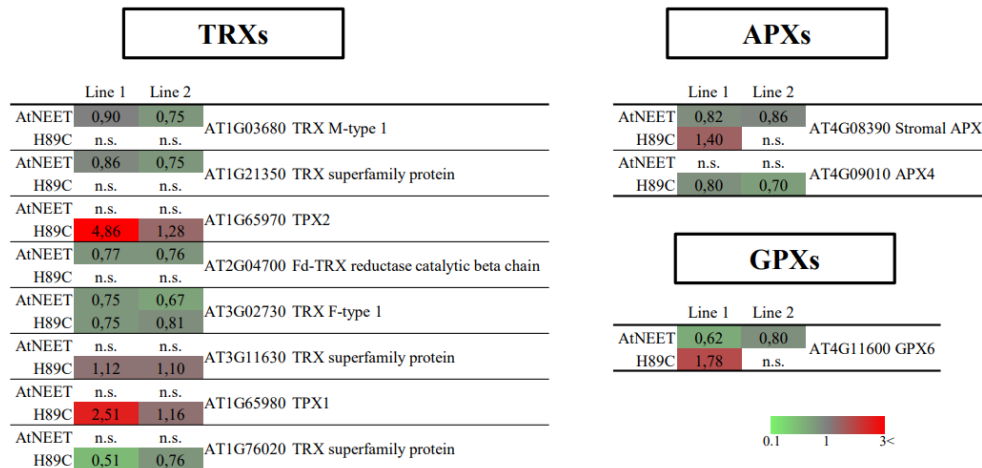 TRXs
Line 1 Line 2
AtNEET 0,90 0,75
H89C n.s. n.s.
AT1G03680 TRX M-type 1
AtNEET 0,86 0,75
H89C n.s. n.s.
AT1G21350 TRX superfamily protein
AtNEET n.s. n.s.
H89C 4,86 1,28
AT1G65970 TPX2
AtNEET 0,77 0,76
H89C n.s. n.s.
AT2G04700 Fd-TRX reductase catalytic beta chain
AtNEET 0,75 0,67
H89C 0,75 0,81
AT3G02730 TRX F-type 1
AtNEET n.s. n.s.
H89C 1,12 1,10
AT3G11630 TRX superfamily protein
AtNEET n.s. n.s.
H89C 2,51 1,16
AT1G65980 TPX1
AtNEET n.s. n.s.
H89C 0,51 0,76
AT1G76020 TRX superfamily protein
APXs
Line 1 Line 2
AtNEET 0,82 0,86
H89C 1,40 n.s.
AT4G08390 Stromal APX
AtNEET n.s. n.s.
H89C 0,80 0,70
AT4G09010 APX4
GPXs
Line 1 Line 2
AtNEET 0,62 0,80
H89C 1,78 n.s.
AT4G11600 GPX6
0.1 1 3<